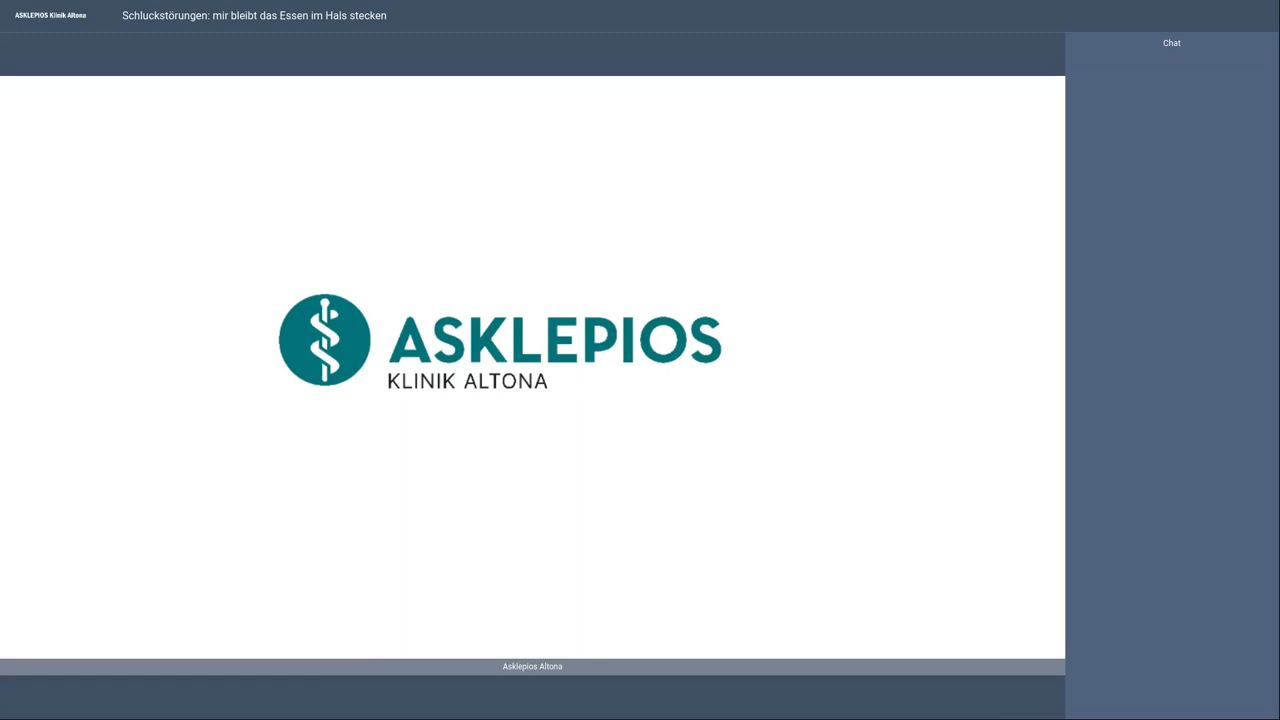 ASKLEPIOS Klinik Altona
Schluckstörungen: mir bleibt das Essen im Hals stecken
Chat
ASKLEPIOS
KLINIK ALTONA
Asklepios Altona